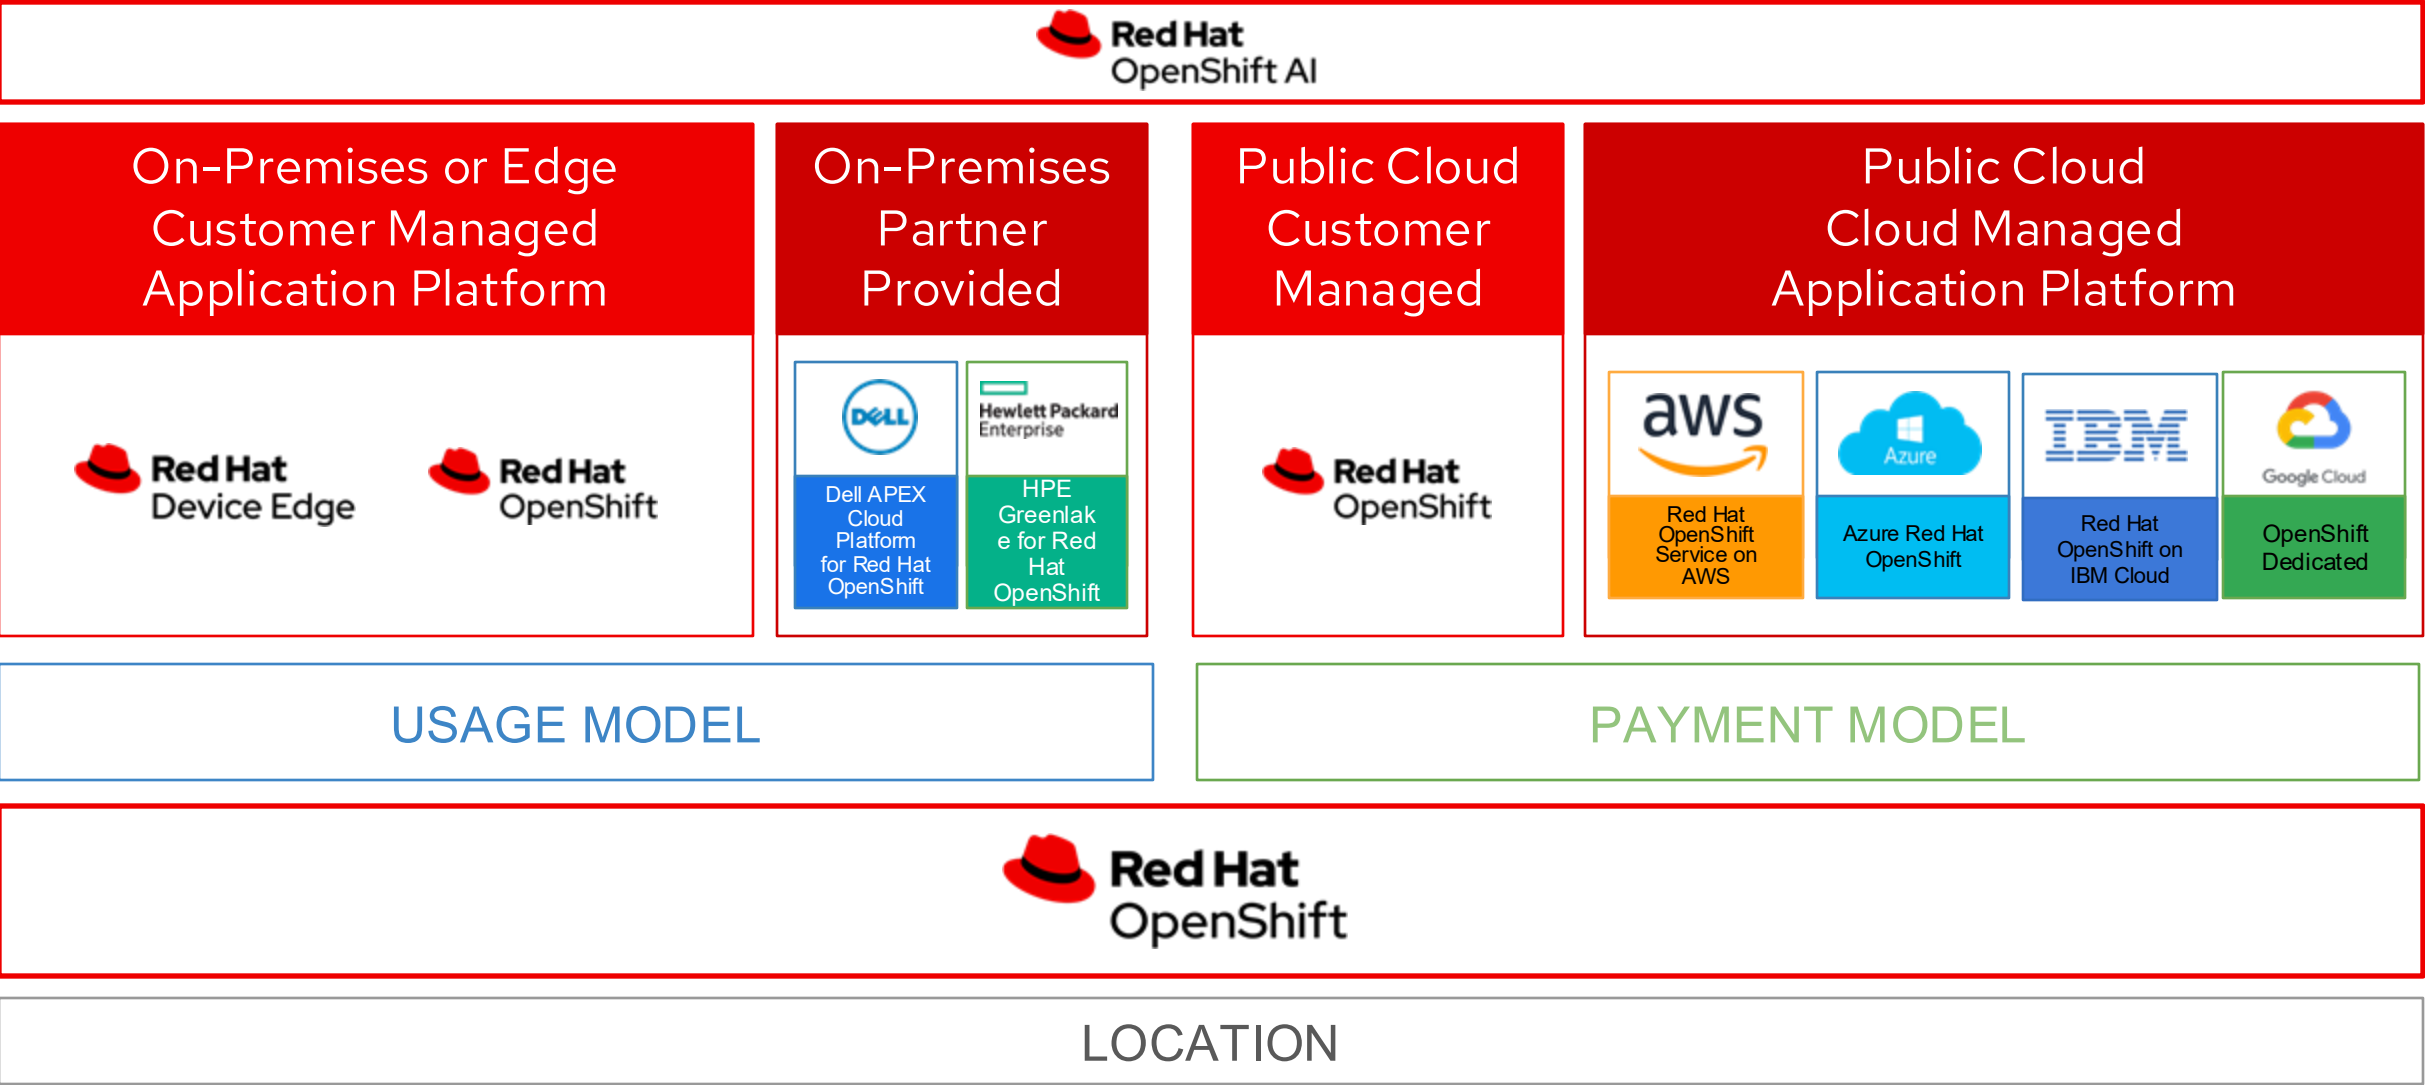 Red Hat
OpenShift AI
On-Premises or Edge
Customer Managed
Application Platform
On-Premises
Partner
Provided
Public Cloud
Customer
Managed
Public Cloud
Cloud Managed
Application Platform
Red Hat
Device Edge
Red Hat
OpenShift
DELL
Dell APEX
Cloud
Platform
for Red Hat
OpenShift
Hewlett Packard
Enterprise
HPE
Greenlak
e for Red
Hat
OpenShift
Red Hat
OpenShift
aws
Red Hat
OpenShift
Service on
AWS
Azure
Azure Red Hat
OpenShift
IBM
Red Hat
OpenShift on
IBM Cloud
Google Cloud
OpenShift
Dedicated
USAGE MODEL
PAYMENT MODEL
Red Hat
OpenShift
LOCATION